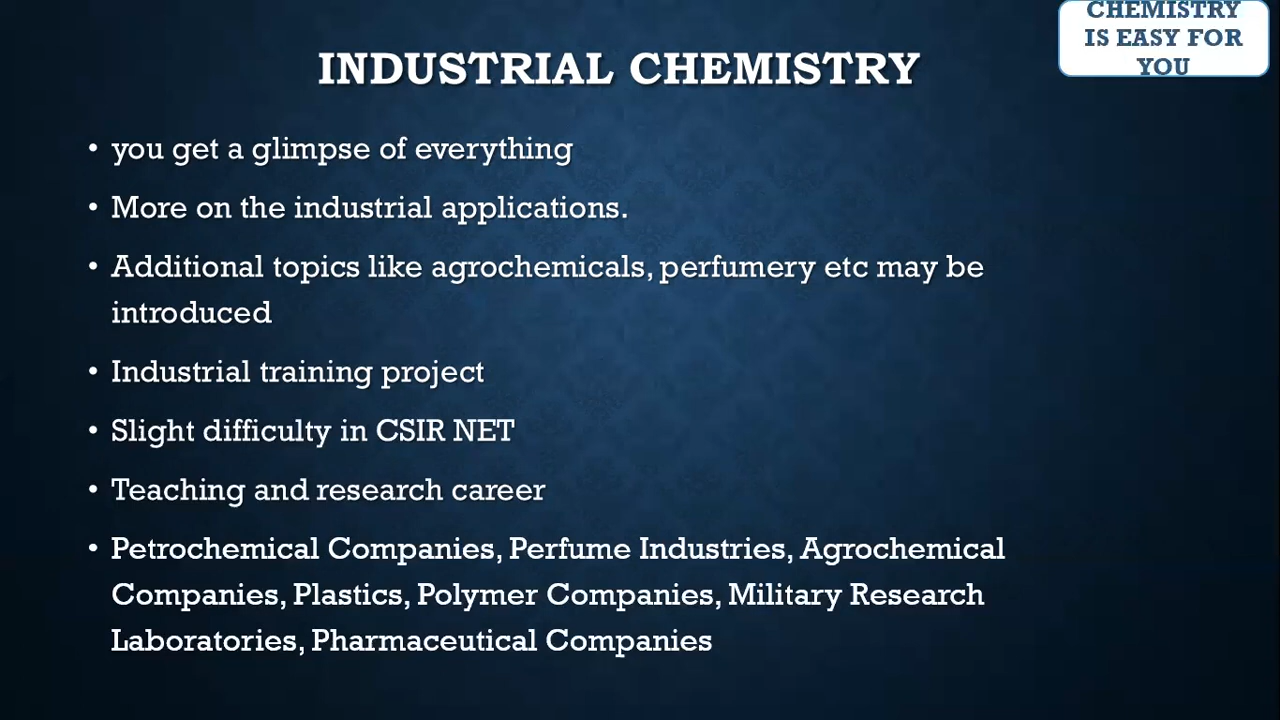 CHEMISTRY
IS EASY FOR
YOU
INDUSTRIAL CHEMISTRY
• you get a glimpse of everything
• More on the industrial applications.
• Additional topics like agrochemicals, perfumery etc may be
introduced
• Industrial training project
• Slight difficulty in CSIR NET
• Teaching and research career
• Petrochemical Companies, Perfume Industries, Agrochemical
Companies, Plastics, Polymer Companies, Military Research
Laboratories, Pharmaceutical Companies